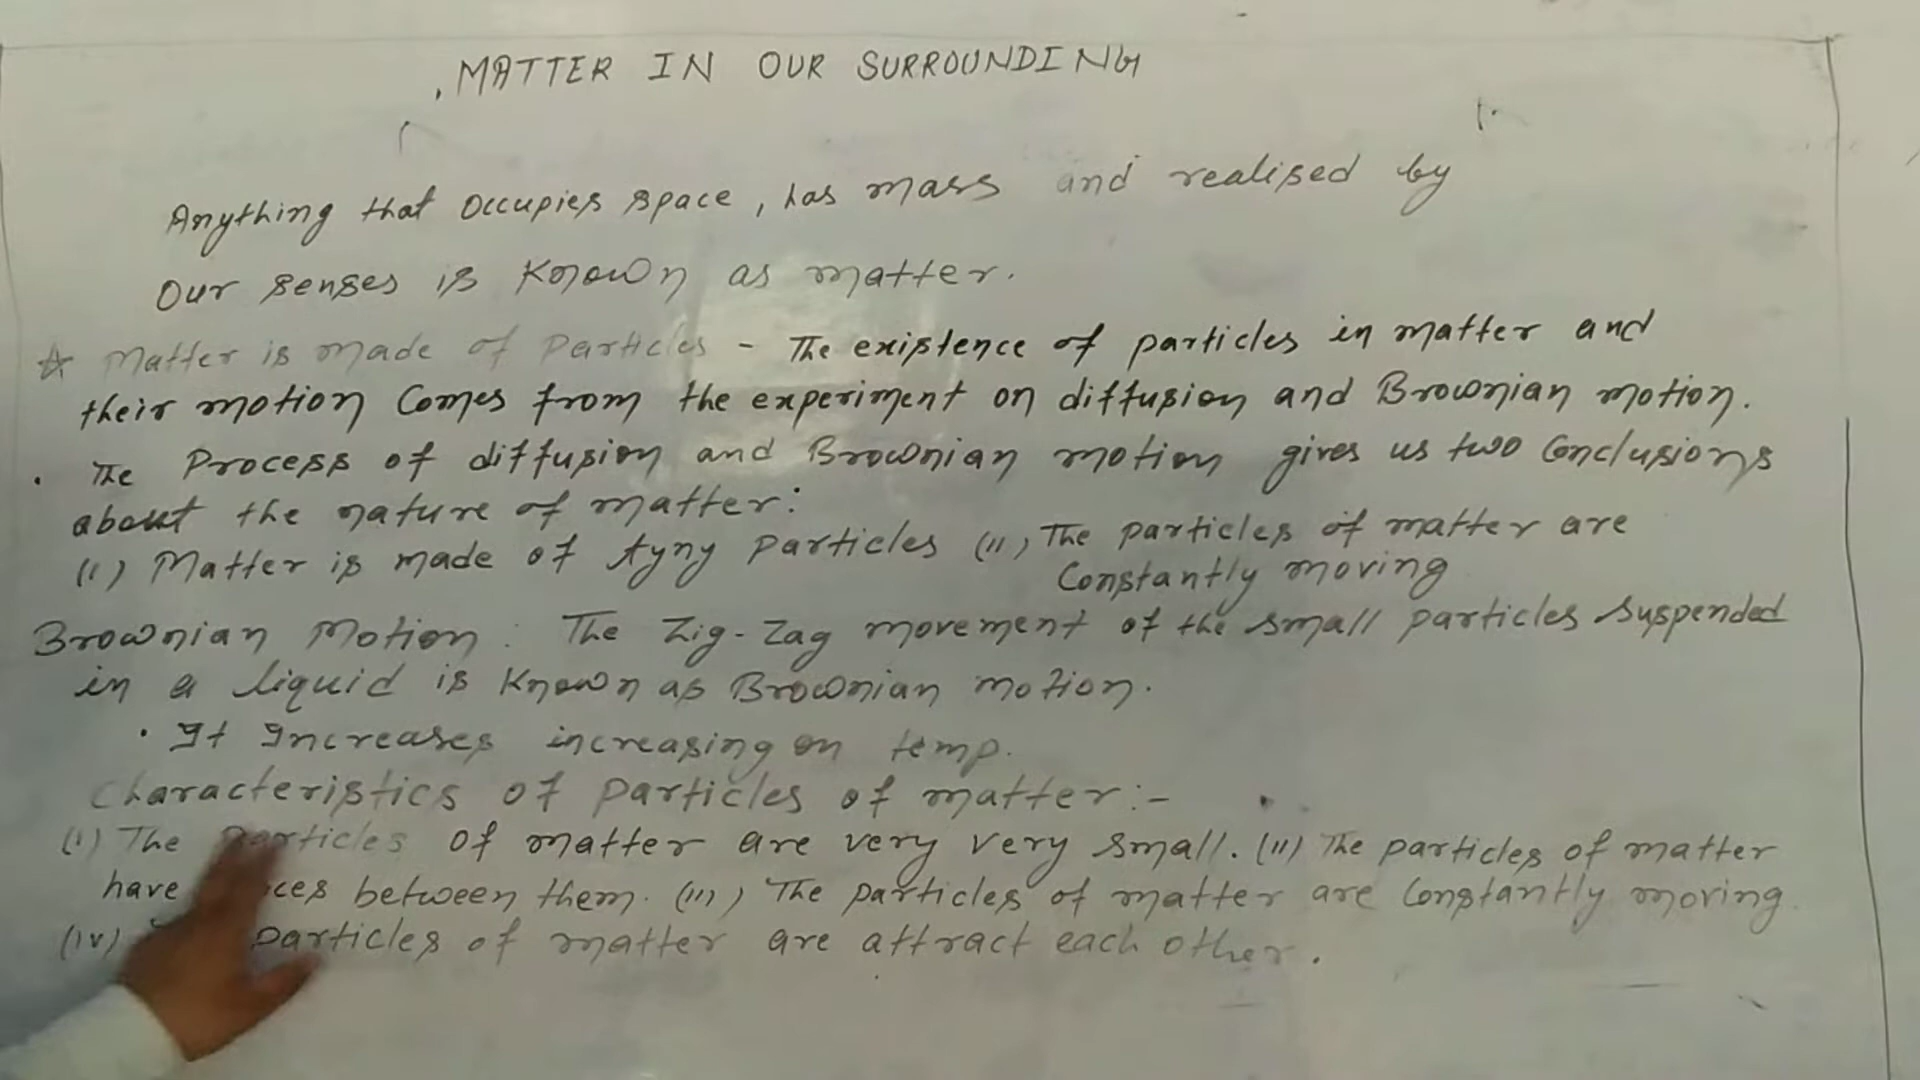 MATTER IN OUR SURROUNDING
Anything that occupies space, has mass and realised by
Our senses is Known as matter.
☆ Matter is made of Particles - The existence of particles in matter and
their motion Comes from the experiment on diffusion and Brownian motion.
. The Process of diffusion and Brownian motion gives us two Conclusions
about the nature of matter:
(i) Matter is made of tyny particles (ii) The particles of matter are
Constantly moving
Brownian Motion : The Zig-Zag movement of the small particles suspended
in a liquid is Known as Brownian motion.
. It Increases increasing on temp.
Characteristics of particles of matter:-
(i) The particles of matter are very very small. (ii) The particles of matter
have between them. (iii) The particles of matter are Constantly moving.
(iv) particles of matter are attract each other.